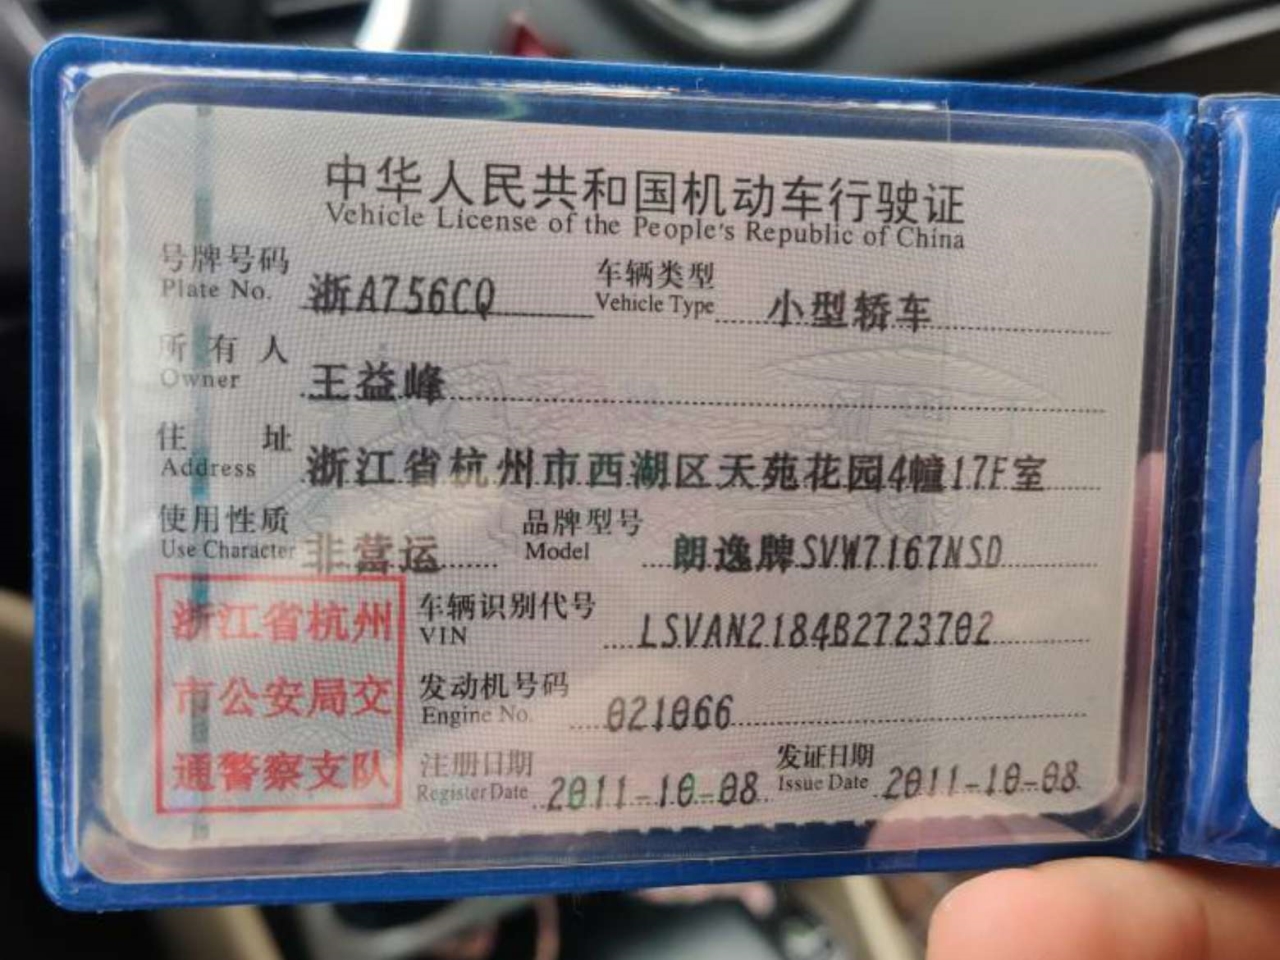 中华人民共和国机动车行驶证
Vehicle License of the People's Republic of China
号牌号码 浙A756CQ 车辆类型 小型轿车
Plate No. Vehicle Type
所有人 王益峰
Owner
住址 浙江省杭州市西湖区天苑花园4幢17F室
Address
使用性质 非营运 品牌型号 朗逸牌SVW7167NSD
Use Character Model
浙江省杭州
市公安局交
通警察支队
车辆识别代号 LSVAN2184B2723702
VIN
发动机号码 021066
Engine No.
注册日期 2011-10-08 发证日期 2011-10-08
Register Date Issue Date